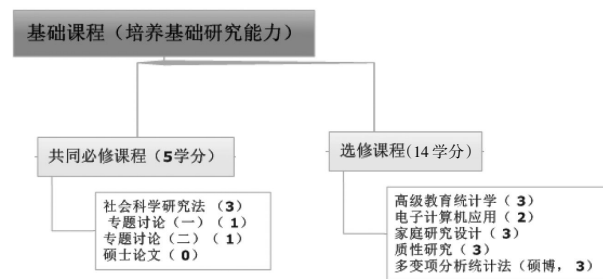 基础课程（培养基础研究能力）
共同必修课程（5学分）
社会科学研究法（3）
专题讨论（一）（1）
专题讨论（二）（1）
硕士论文（0）
选修课程(14学分）
高级教育统计学（3）
电子计算机应用（2）
家庭研究设计（3）
质性研究（3）
多变项分析统计法（硕博，3）